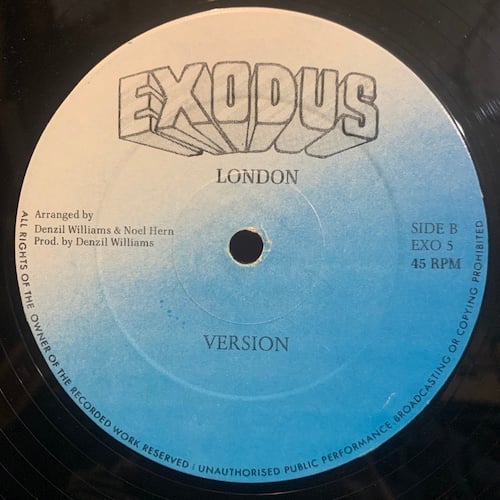 EXODUS
LONDON
Arranged by
Denzil Williams & Noel Hern
Prod. by Denzil Williams
SIDE B
EXO 5
45 RPM
VERSION
ALL RIGHTS OF THE OWNER OF THE RECORDED WORK RESERVED : UNAUTHORISED PUBLIC PERFORMANCE BROADCASTING OR COPYING PROHIBITED